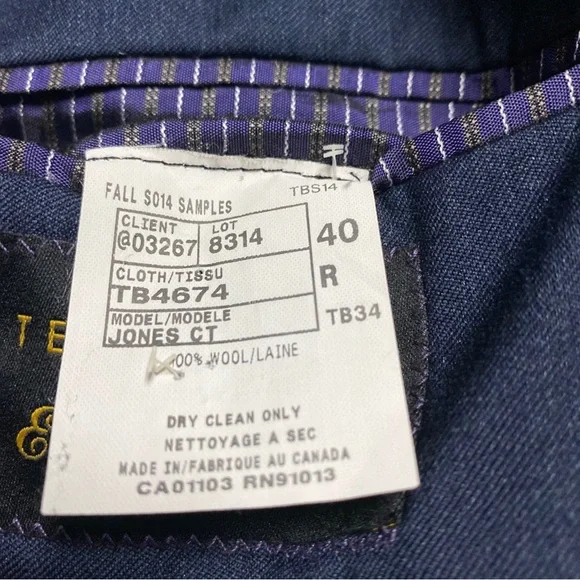 FALL S014 SAMPLES
TBS14
CLIENT LOT
@03267 8314 40
CLOTH/TISSU R
TB4674
MODEL/MODELE TB34
JONES CT
100% WOOL/LAINE
DRY CLEAN ONLY
NETTOYAGE A SEC
MADE IN/FABRIQUE AU CANADA
CA01103 RN91013
TE